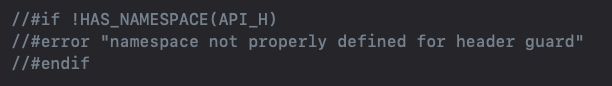 //#if !HAS_NAMESPACE(API_H)
//#error "namespace not properly defined for header guard"
//#endif